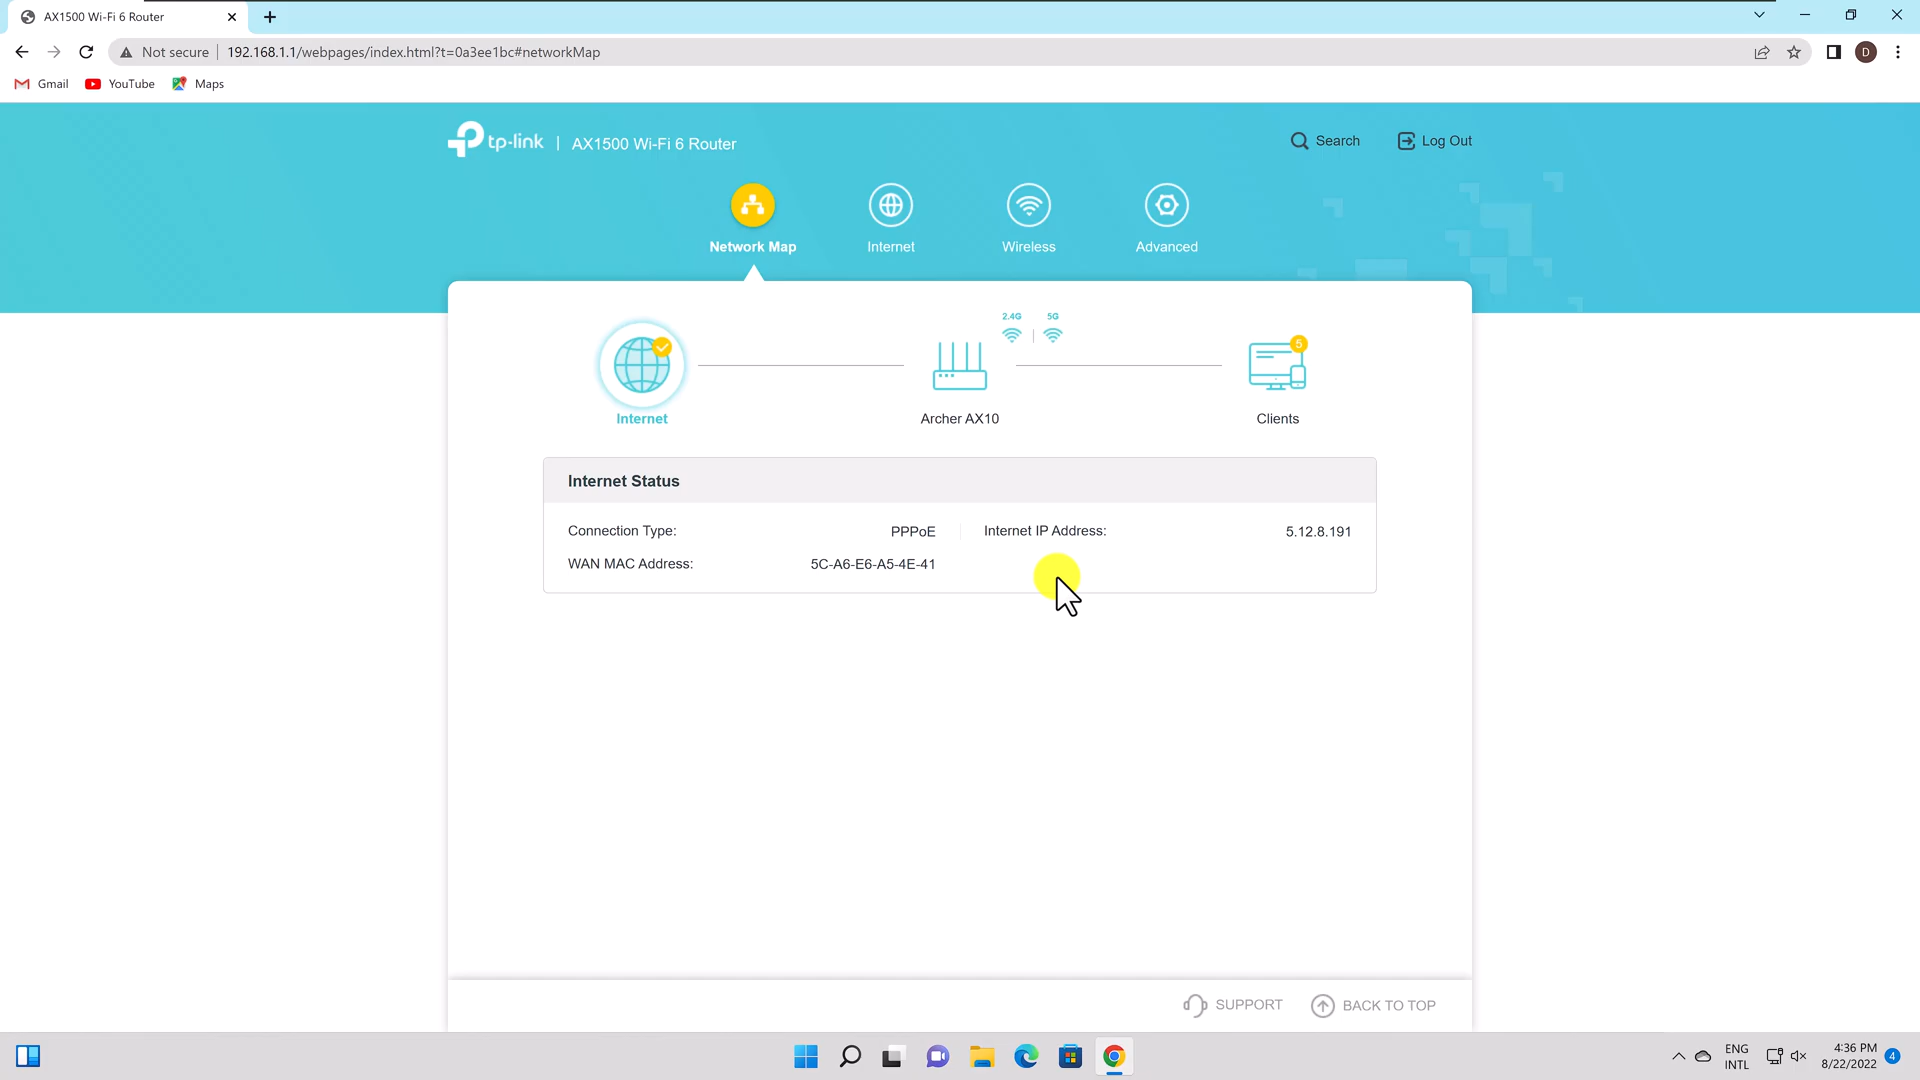 AX1500 Wi-Fi 6 Router
Not secure 192.168.1.1/webpages/index.html?t=0a3ee1bc#networkMap
D
Gmail YouTube Maps
tp-link | AX1500 Wi-Fi 6 Router
Search Log Out
Network Map Internet Wireless Advanced
2.4G 5G
5
Internet Archer AX10 Clients
Internet Status
Connection Type: PPPoE Internet IP Address: 5.12.8.191
WAN MAC Address: 5C-A6-E6-A5-4E-41
SUPPORT BACK TO TOP
ENG
INTL
4:36 PM
8/22/2022
4